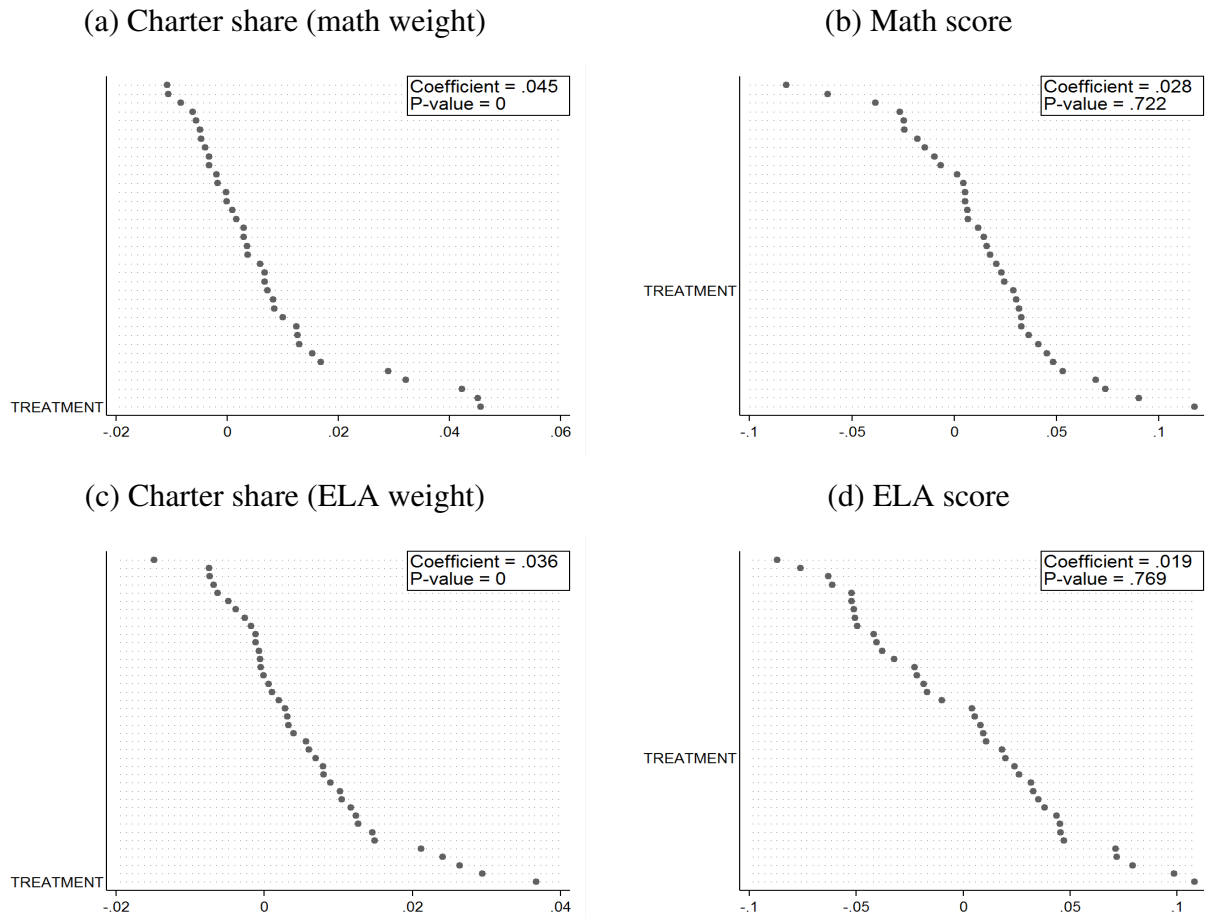 (a) Charter share (math weight)
Coefficient = .045
P-value = 0
TREATMENT
-.02 0 .02 .04 .06
(b) Math score
Coefficient = .028
P-value = .722
TREATMENT
-.1 -.05 0 .05 .1
(c) Charter share (ELA weight)
Coefficient = .036
P-value = 0
TREATMENT
-.02 0 .02 .04
(d) ELA score
Coefficient = .019
P-value = .769
TREATMENT
-.1 -.05 0 .05 .1